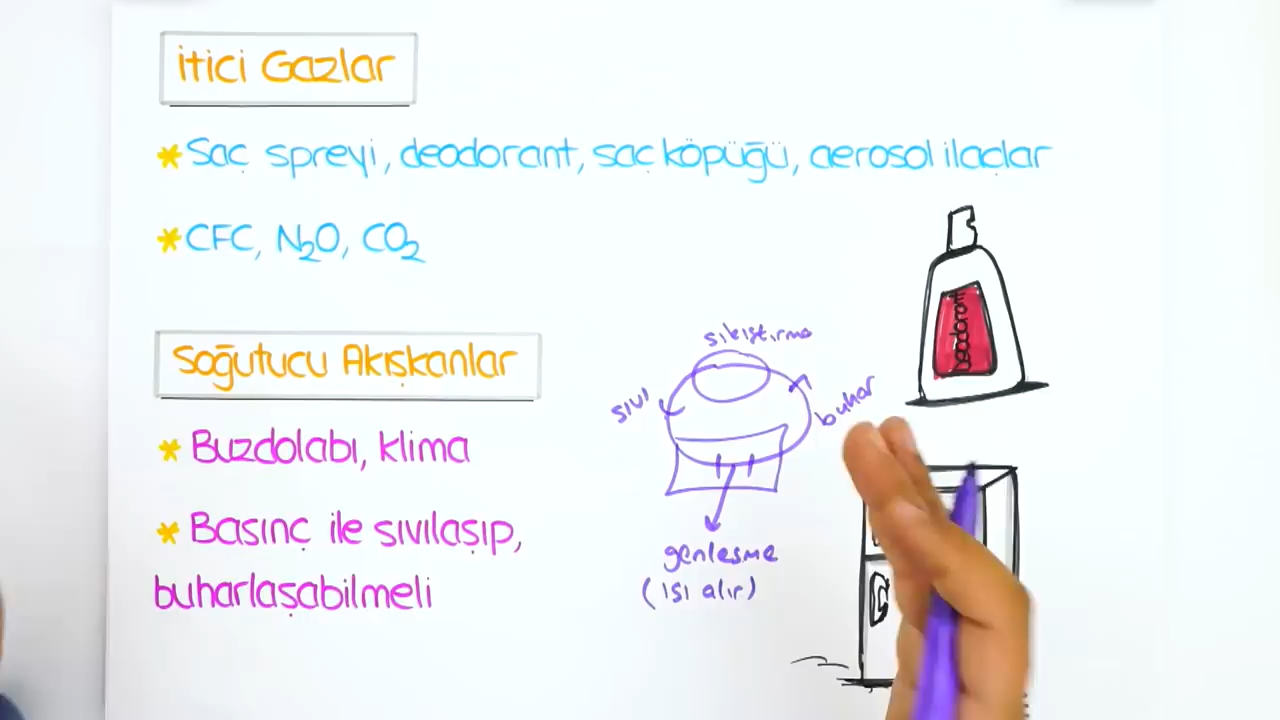 İtici Gazlar
* Saç spreyi, deodorant, saç köpüğü, aerosol ilaçlar
* CFC, N₂O, CO₂
Deodorant
Soğutucu Akışkanlar
* Buzdolabı, klima
* Basınç ile sıvılaşıp,
buharlaşabilmeli
sıkıştırma
sıvı
buhar
genleşme
(ısı alır)